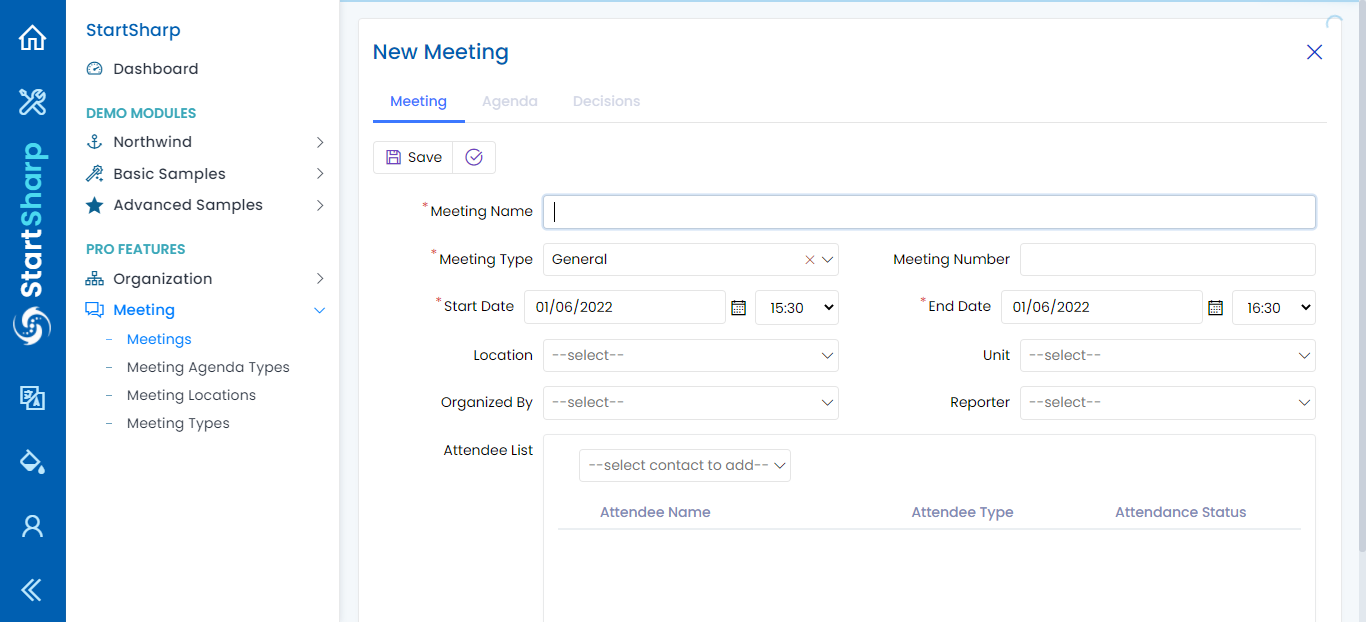 StartSharp
StartSharp
Dashboard
DEMO MODULES
Northwind
Basic Samples
Advanced Samples
PRO FEATURES
Organization
Meeting
Meetings
Meeting Agenda Types
Meeting Locations
Meeting Types
New Meeting
Meeting Agenda Decisions
Save
*Meeting Name
*Meeting Type General Meeting Number
*Start Date 01/06/2022 15:30 *End Date 01/06/2022 16:30
Location --select-- Unit --select--
Organized By --select-- Reporter --select--
Attendee List
--select contact to add--
Attendee Name Attendee Type Attendance Status